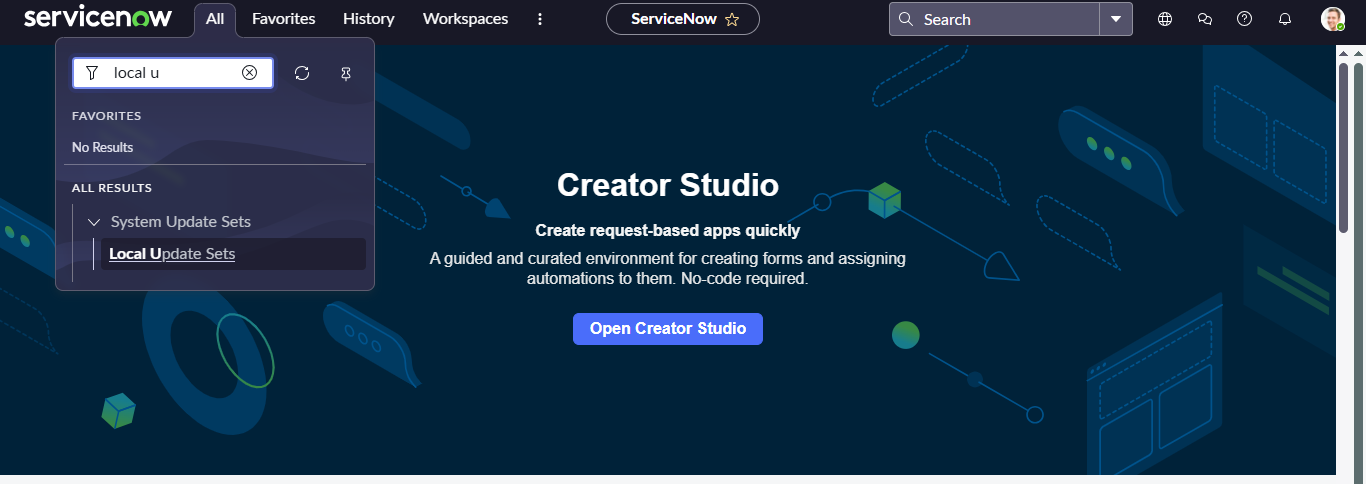 servicenow All Favorites History Workspaces ServiceNow Search
local u
FAVORITES
No Results
ALL RESULTS
System Update Sets
Local Update Sets
Creator Studio
Create request-based apps quickly
A guided and curated environment for creating forms and assigning
automations to them. No-code required.
Open Creator Studio